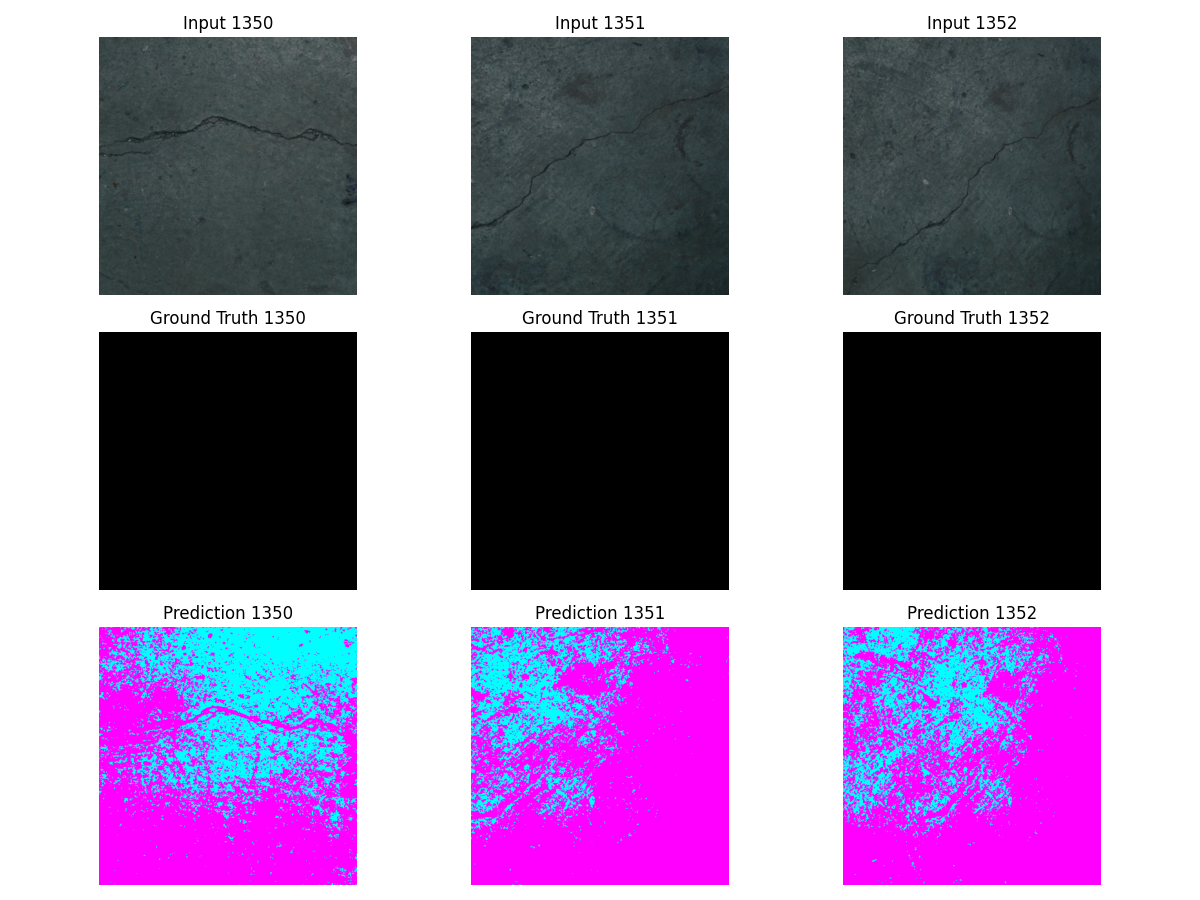 Input 1350
Input 1351
Input 1352
Ground Truth 1350
Ground Truth 1351
Ground Truth 1352
Prediction 1350
Prediction 1351
Prediction 1352